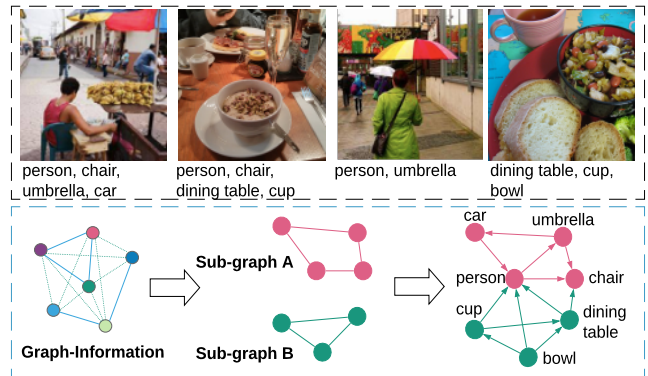 person, chair,
umbrella, car
person, chair,
dining table, cup
person, umbrella
dining table, cup,
bowl
Graph-Information
Sub-graph A
Sub-graph B
car
umbrella
person
chair
cup
dining
table
bowl